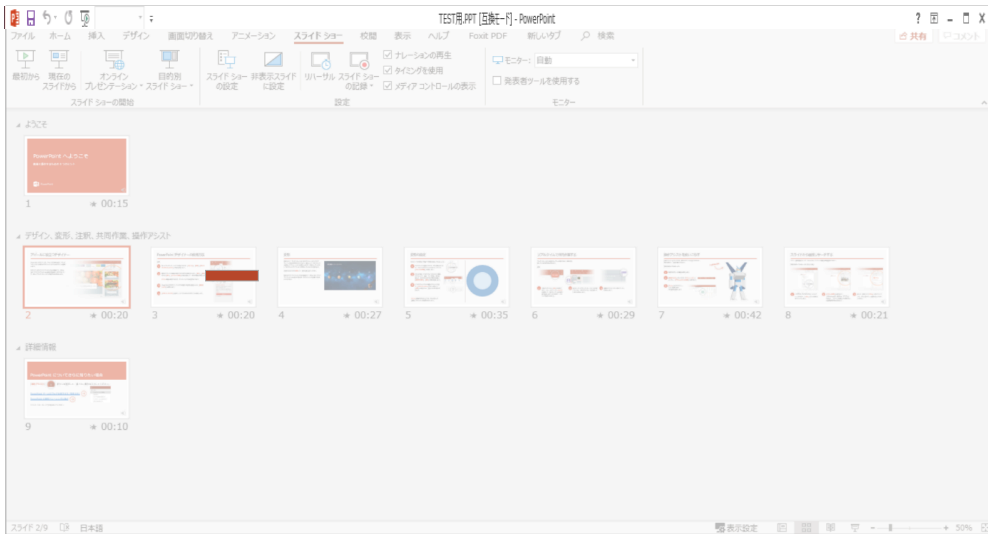 TEST用.PPT [互換モード] - PowerPoint
ファイル ホーム 挿入 デザイン 画面切り替え アニメーション スライド ショー 校閲 表示 ヘルプ Foxit PDF 新しいタブ 検索 共有 コメント
最初から 現在のスライドから オンライン プレゼンテーション 目的別 スライド ショー スライド ショーの設定 非表示スライドに設定 リハーサル スライド ショーの記録
ナレーションの再生
タイミングを使用
メディア コントロールの表示
モニター: 自動
発表者ツールを使用する
スライド ショーの開始 設定 モニター
ようこそ
PowerPoint へようこそ
1 00:15
デザイン、変形、注釈、共同作業、操作アシスト
2 00:20 3 00:20 4 00:27 5 00:35 6 00:29 7 00:42 8 00:21
詳細情報
9 00:10
スライド 2/9 日本語 表示設定 50%